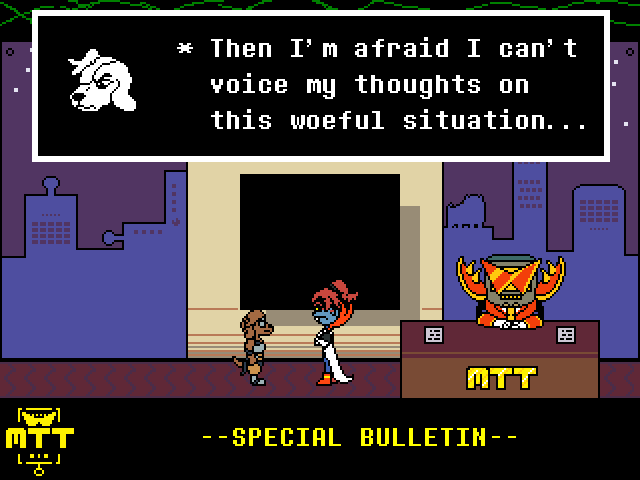 * Then I'm afraid I can't
voice my thoughts on
this woeful situation...
MTT
MTT
--SPECIAL BULLETIN--